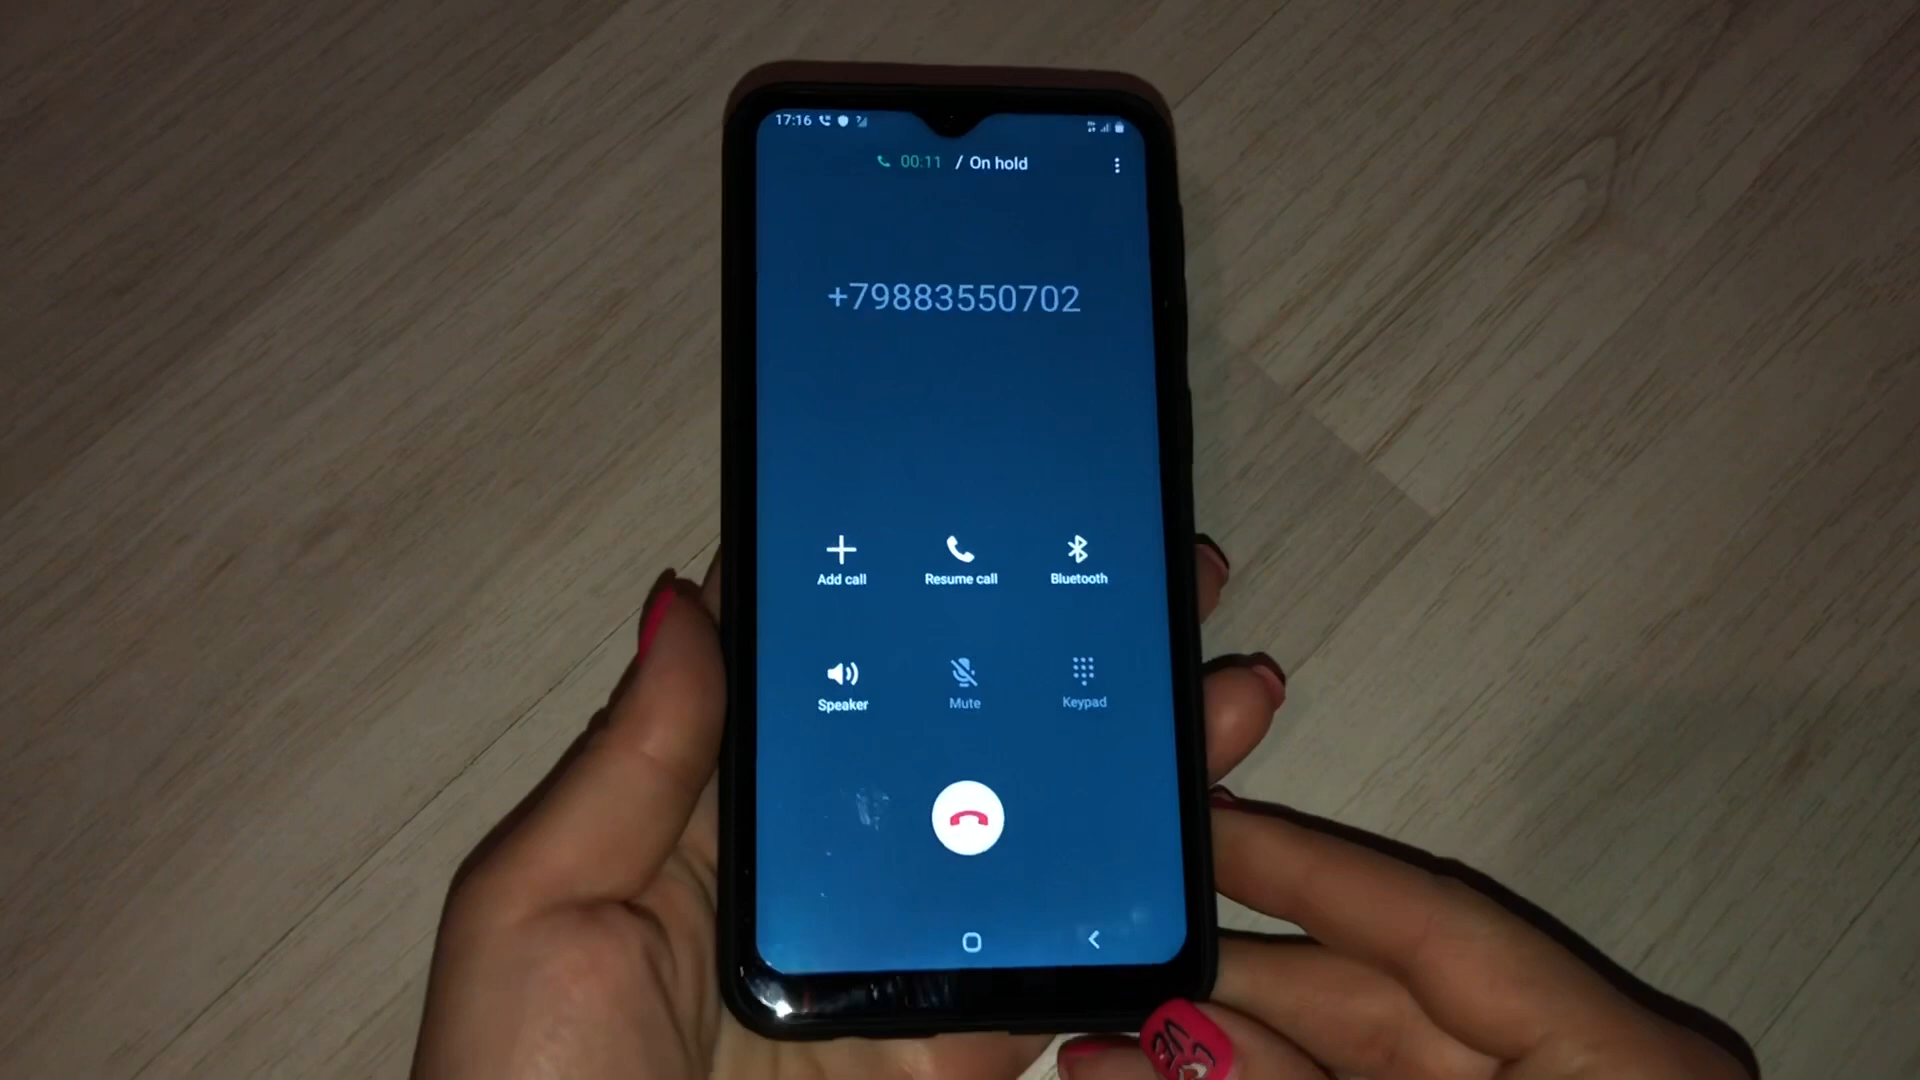 17:16
00:11 / On hold
+79883550702
Add call Resume call Bluetooth
Speaker Mute Keypad